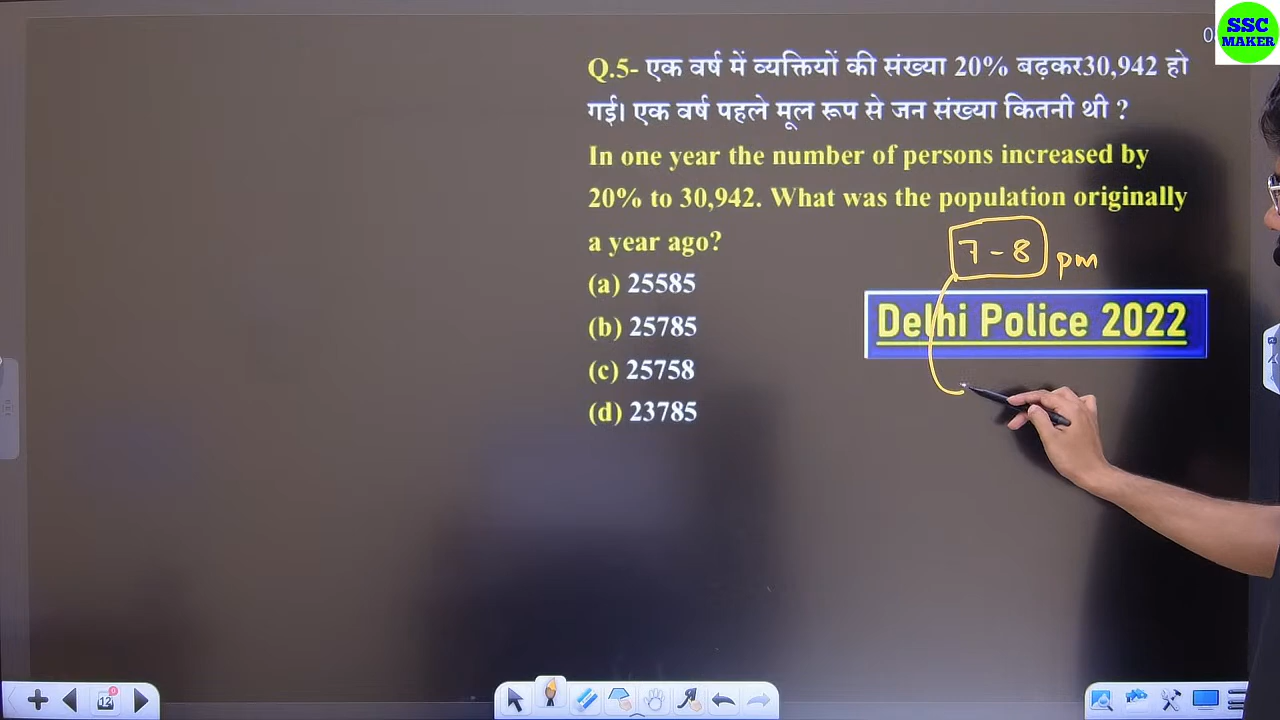 SSC
MAKER
Q.5- एक वर्ष में व्यक्तियों की संख्या 20% बढ़कर30,942 हो
गई। एक वर्ष पहले मूल रूप से जन संख्या कितनी थी ?
In one year the number of persons increased by
20% to 30,942. What was the population originally
a year ago?
7-8 pm
(a) 25585
(b) 25785
Delhi Police 2022
(c) 25758
(d) 23785
12